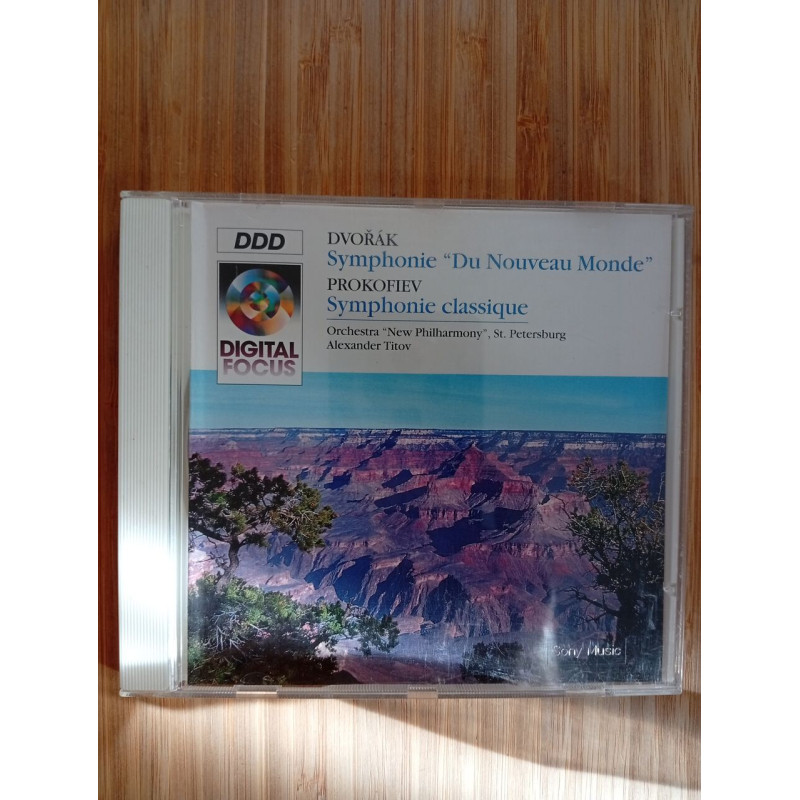 DDD
DIGITAL
FOCUS
DVOŘÁK
Symphonie "Du Nouveau Monde"
PROKOFIEV
Symphonie classique
Orchestra "New Philharmony", St. Petersburg
Alexander Titov
Sony Music